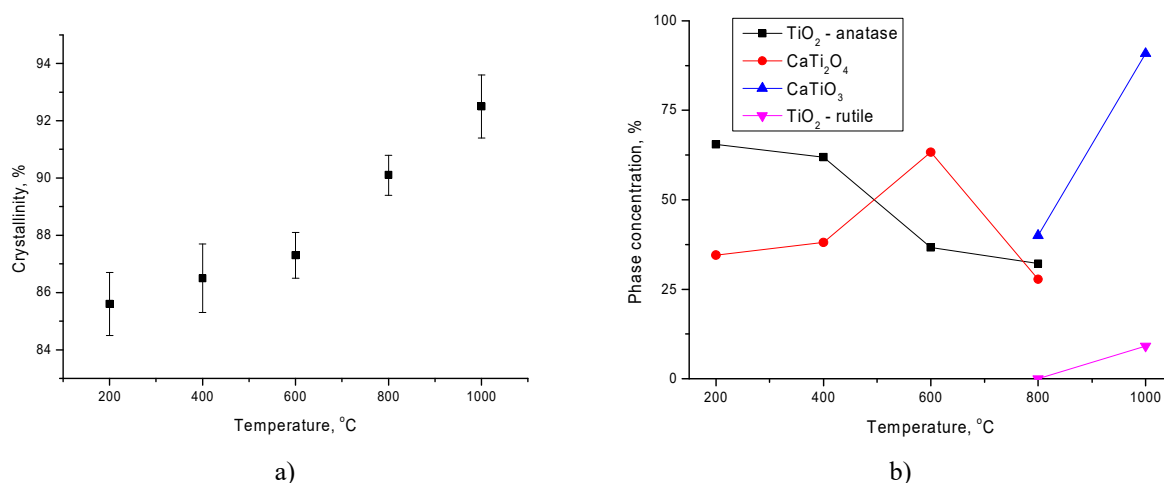 94
92
90
88
86
84
Crystallinity, %
200 400 600 800 1000
Temperature, °C
a)
100
75
50
25
0
Phase concentration, %
TiO₂ - anatase
CaTi₂O₄
CaTiO₃
TiO₂ - rutile
200 400 600 800 1000
Temperature, °C
b)